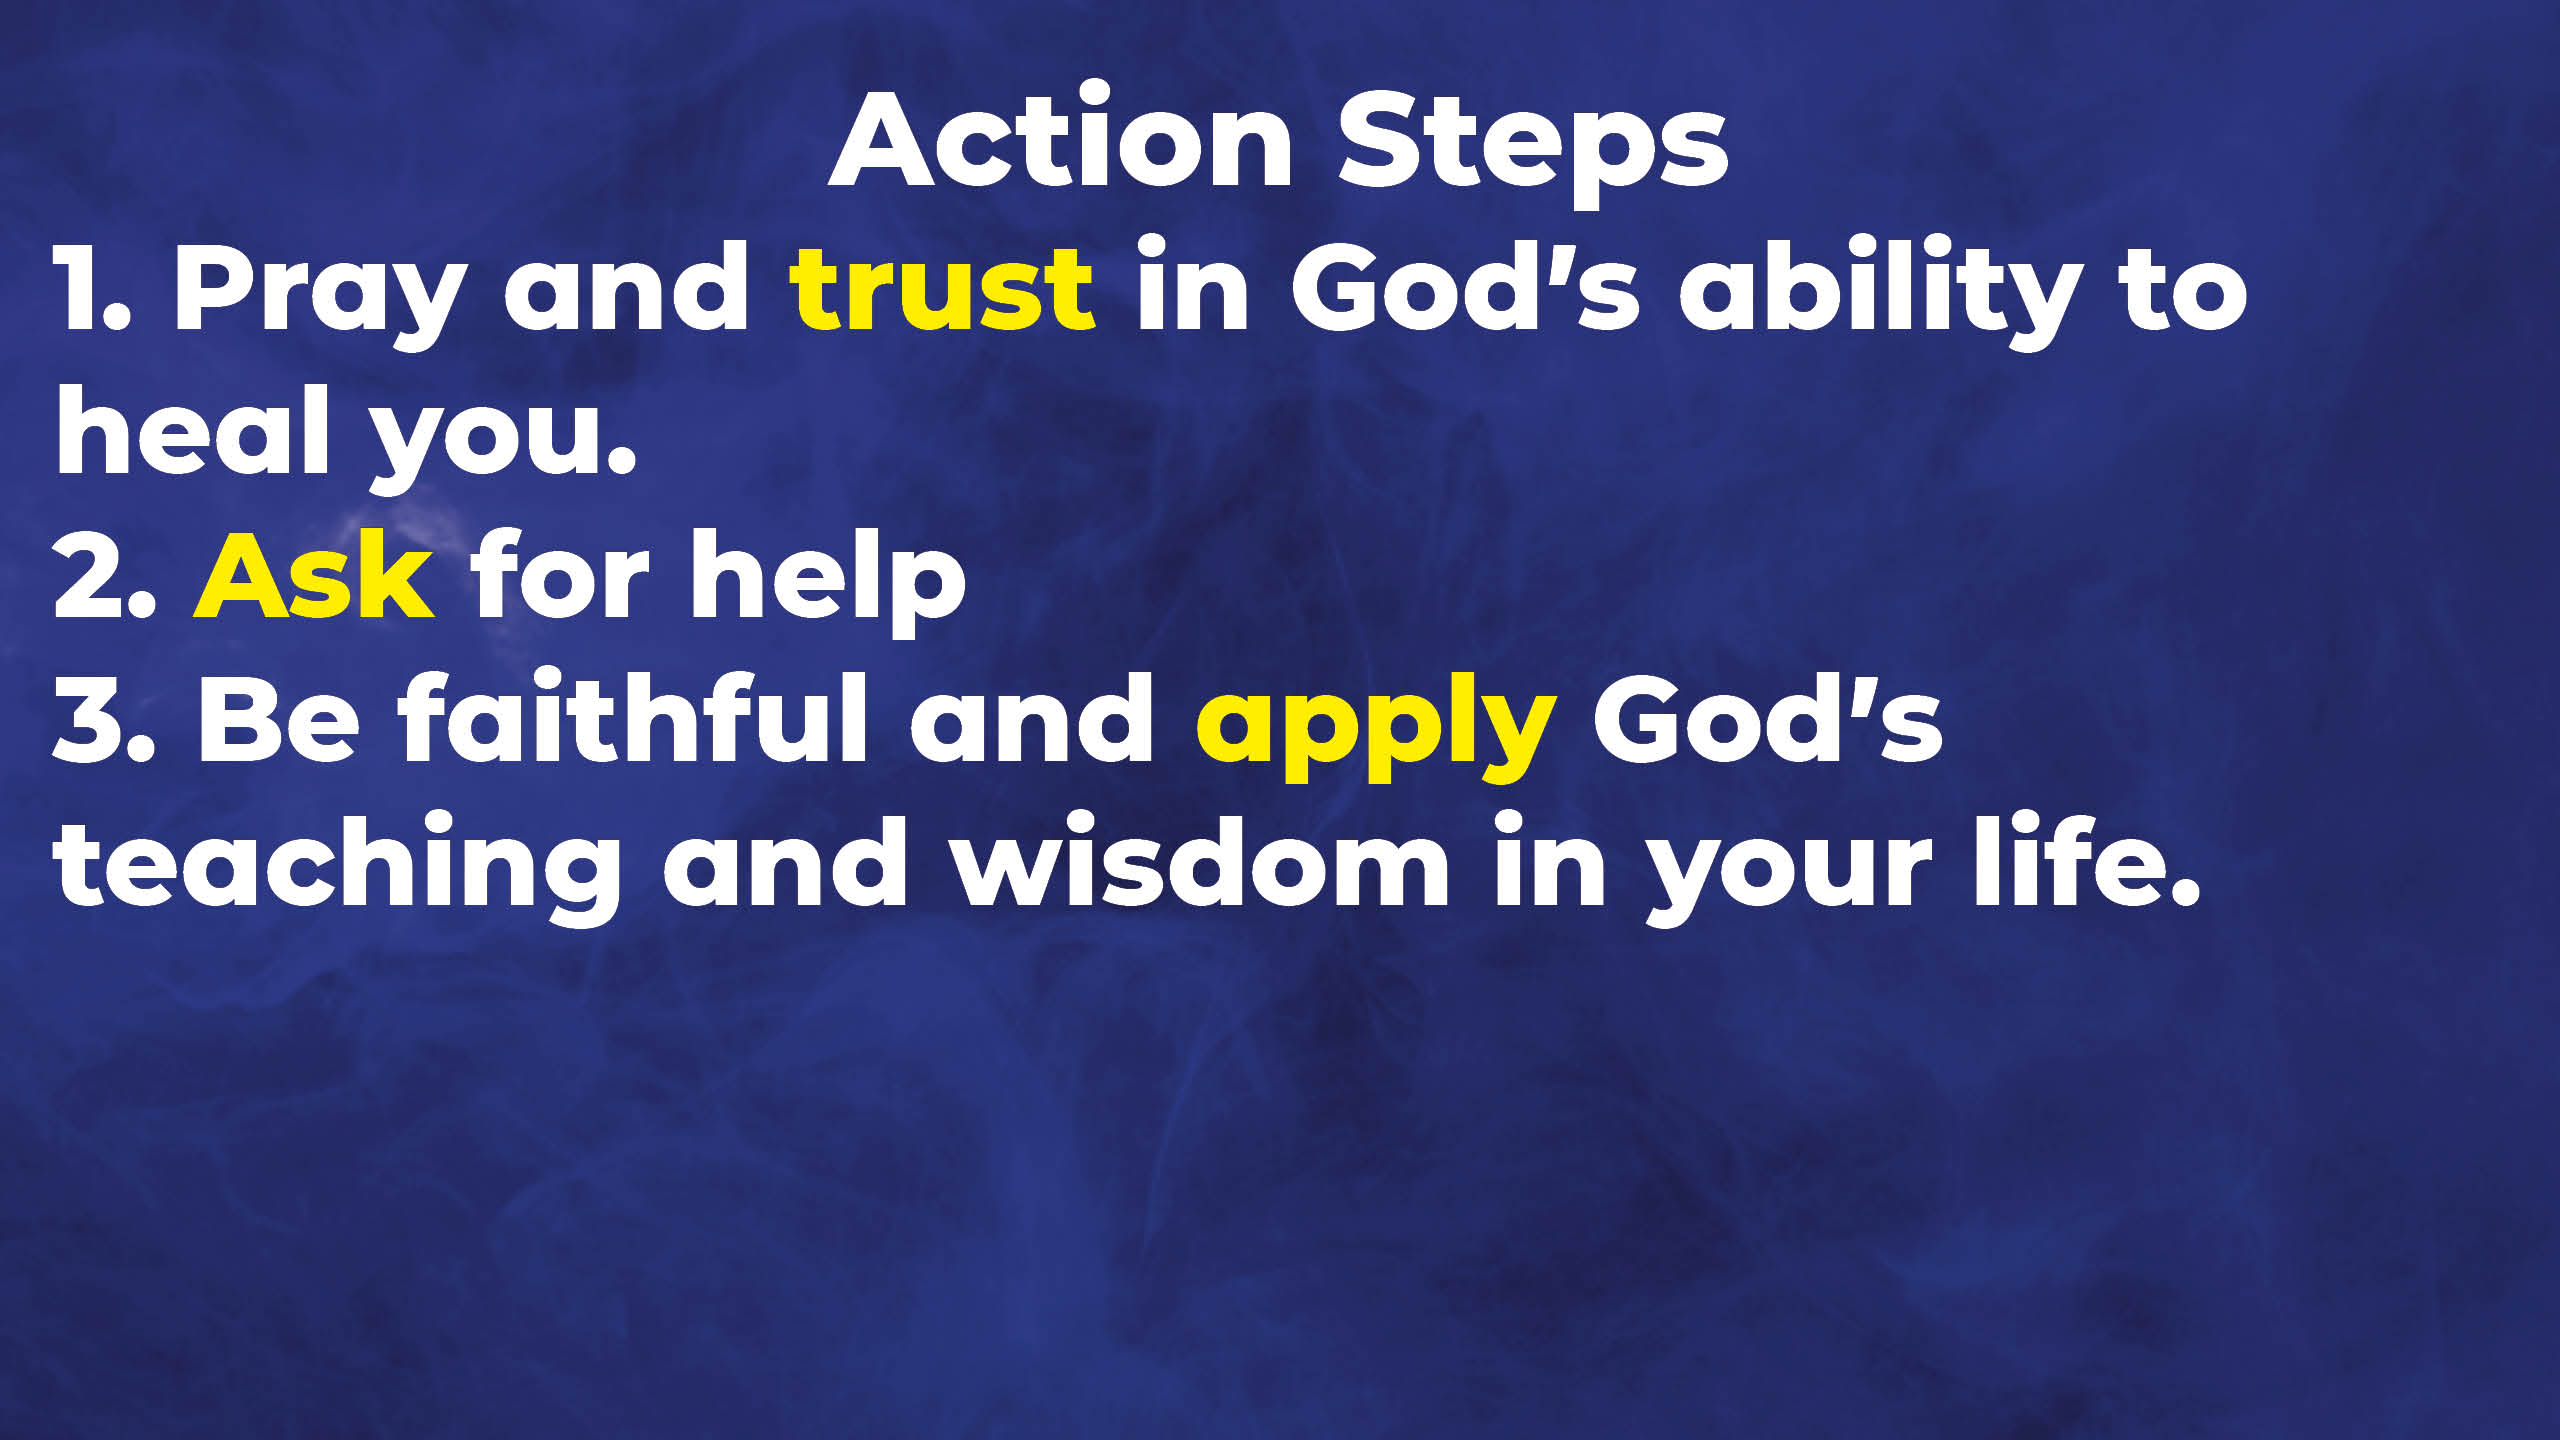 Action Steps
1. Pray and trust in God's ability to
heal you.
2. Ask for help
3. Be faithful and apply God's
teaching and wisdom in your life.